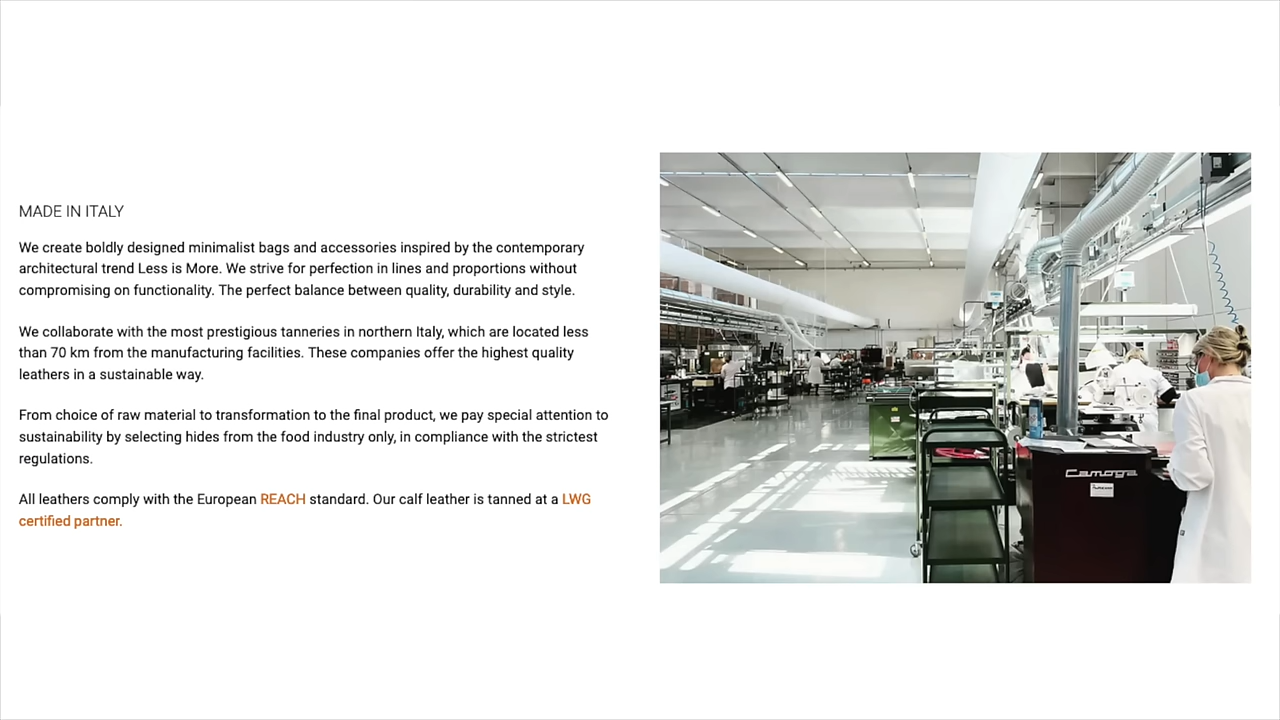 MADE IN ITALY
We create boldly designed minimalist bags and accessories inspired by the contemporary
architectural trend Less is More. We strive for perfection in lines and proportions without
compromising on functionality. The perfect balance between quality, durability and style.
We collaborate with the most prestigious tanneries in northern Italy, which are located less
than 70 km from the manufacturing facilities. These companies offer the highest quality
leathers in a sustainable way.
From choice of raw material to transformation to the final product, we pay special attention to
sustainability by selecting hides from the food industry only, in compliance with the strictest
regulations.
All leathers comply with the European REACH standard. Our calf leather is tanned at a LWG
certified partner.
Camoga